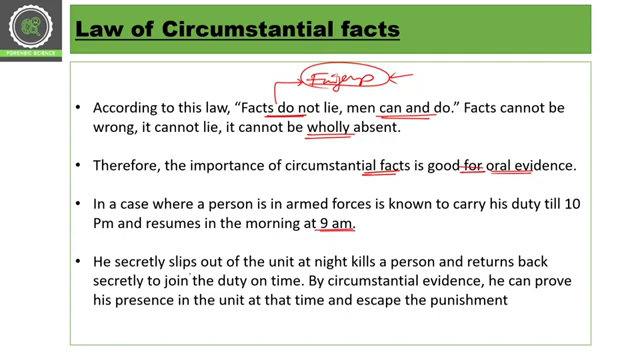 FORENSIC SCIENCE
Law of Circumstantial facts
According to this law, “Facts do not lie, men can and do.” Facts cannot be
wrong, it cannot lie, it cannot be wholly absent.
Therefore, the importance of circumstantial facts is good for oral evidence.
In a case where a person is in armed forces is known to carry his duty till 10
Pm and resumes in the morning at 9 am.
He secretly slips out of the unit at night kills a person and returns back
secretly to join the duty on time. By circumstantial evidence, he can prove
his presence in the unit at that time and escape the punishment